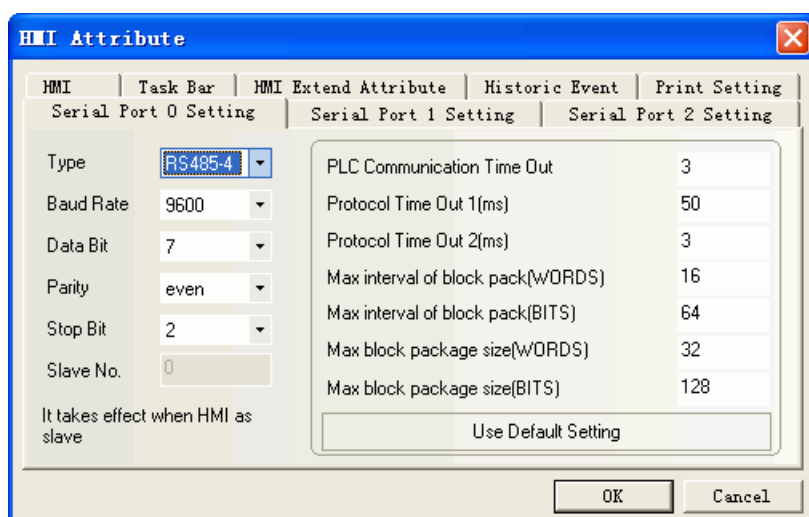 HMI Attribute
HMI
Task Bar
HMI Extend Attribute
Historic Event
Print Setting
Serial Port 0 Setting
Serial Port 1 Setting
Serial Port 2 Setting
Type
RS485-4
Baud Rate
9600
Data Bit
7
Parity
even
Stop Bit
2
Slave No.
0
It takes effect when HMI as
slave
PLC Communication Time Out
3
Protocol Time Out 1(ms)
50
Protocol Time Out 2(ms)
3
Max interval of block pack(WORDS)
16
Max interval of block pack(BITS)
64
Max block package size(WORDS)
32
Max block package size(BITS)
128
Use Default Setting
OK
Cancel